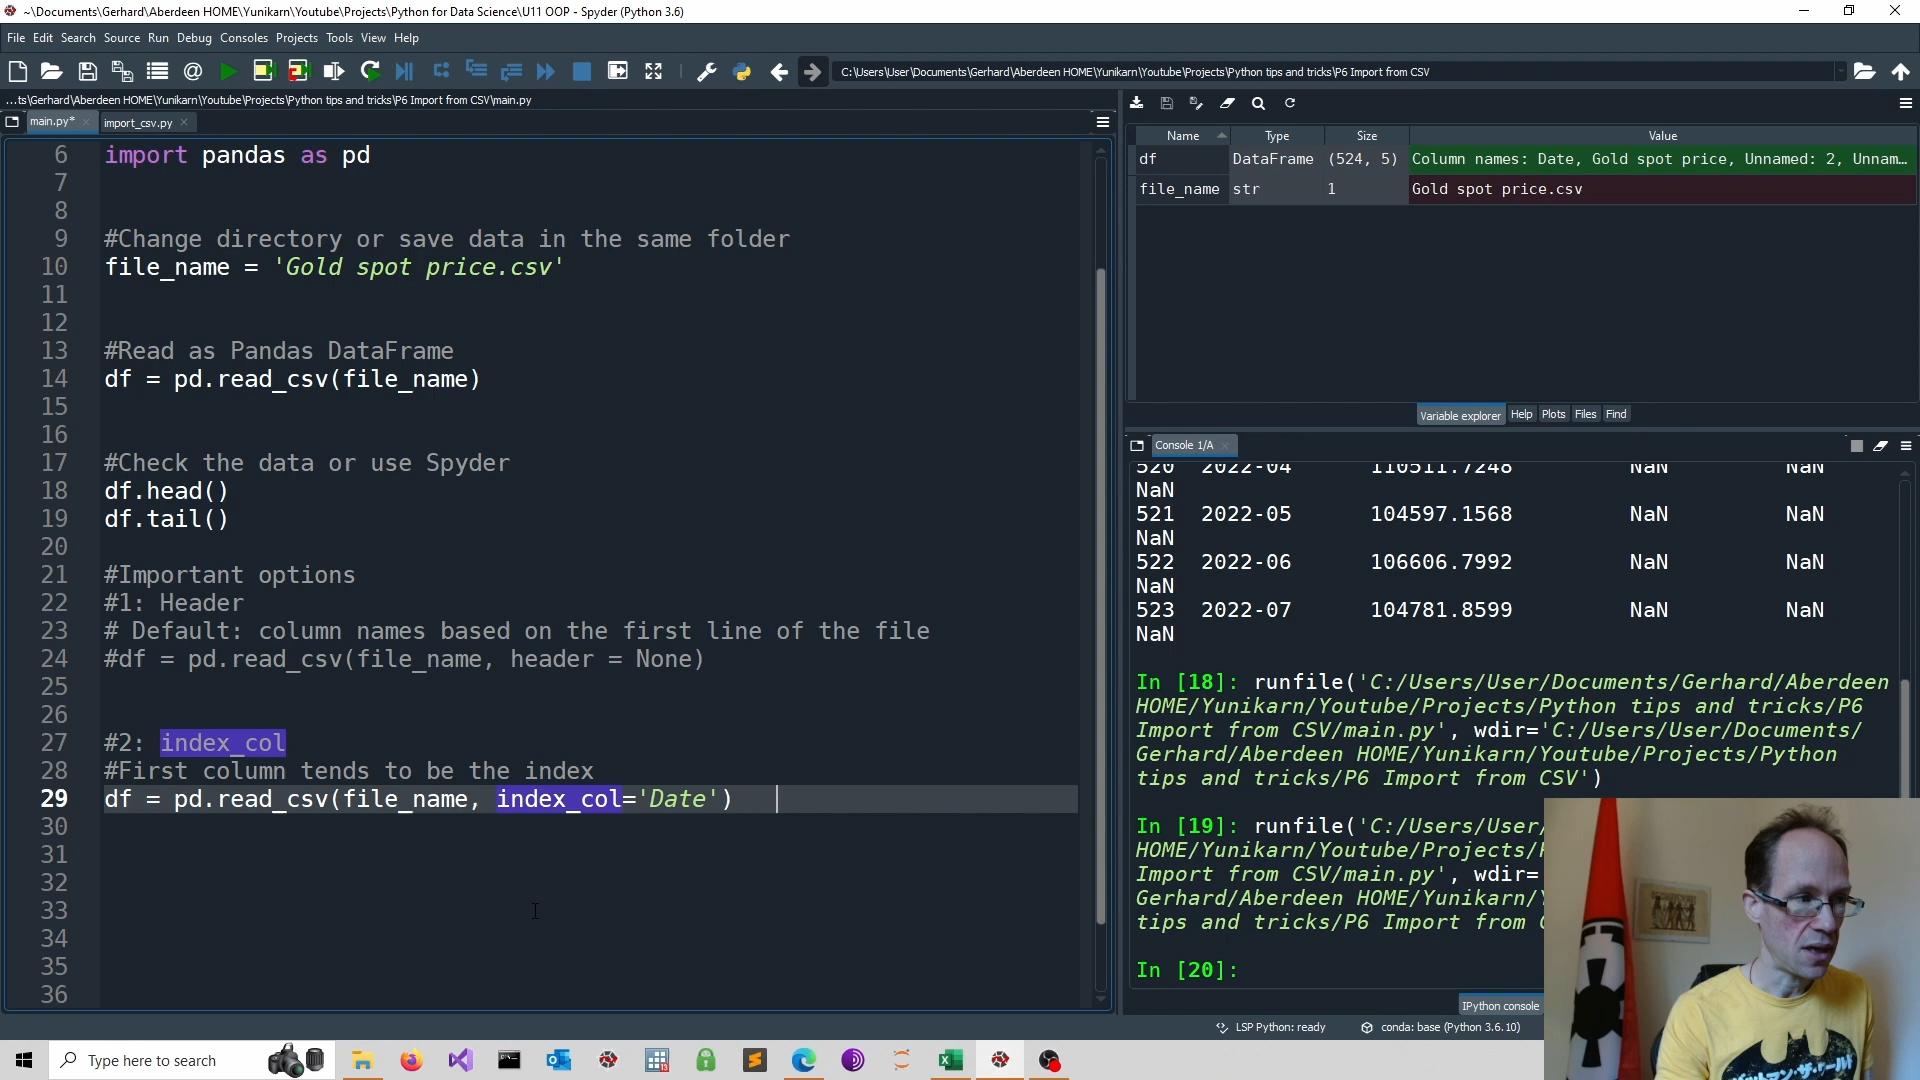 ~\Documents\Gerhard\Aberdeen HOME\Yunikarn\Youtube\Projects\Python for Data Science\U11 OOP - Spyder (Python 3.6)
File Edit Search Source Run Debug Consoles Projects Tools View Help
C:\Users\User\Documents\Gerhard\Aberdeen HOME\Yunikarn\Youtube\Projects\Python tips and tricks\P6 Import from CSV
...ts\Gerhard\Aberdeen HOME\Yunikarn\Youtube\Projects\Python tips and tricks\P6 Import from CSV\main.py
main.py* import_csv.py
6 import pandas as pd
7
8
9 #Change directory or save data in the same folder
10 file_name = 'Gold spot price.csv'
11
12
13 #Read as Pandas DataFrame
14 df = pd.read_csv(file_name)
15
16
17 #Check the data or use Spyder
18 df.head()
19 df.tail()
20
21 #Important options
22 #1: Header
23 # Default: column names based on the first line of the file
24 #df = pd.read_csv(file_name, header = None)
25
26
27 #2: index_col
28 #First column tends to be the index
29 df = pd.read_csv(file_name, index_col='Date')
30
31
32
33
34
35
36
Name Type Size Value
df DataFrame (524, 5) Column names: Date, Gold spot price, Unnamed: 2, Unnam...
file_name str 1 Gold spot price.csv
Variable explorer Help Plots Files Find
Console 1/A
520 2022-04 110511.7248 NaN NaN
NaN
521 2022-05 104597.1568 NaN NaN
NaN
522 2022-06 106606.7992 NaN NaN
NaN
523 2022-07 104781.8599 NaN NaN
NaN
In [18]: runfile('C:/Users/User/Documents/Gerhard/Aberdeen
HOME/Yunikarn/Youtube/Projects/Python tips and tricks/P6
Import from CSV/main.py', wdir='C:/Users/User/Documents/
Gerhard/Aberdeen HOME/Yunikarn/Youtube/Projects/Python
tips and tricks/P6 Import from CSV')
In [19]: runfile('C:/Users/User/
HOME/Yunikarn/Youtube/Projects/
Import from CSV/main.py', wdir=
Gerhard/Aberdeen HOME/Yunikarn/
tips and tricks/P6 Import from
In [20]:
IPython console
LSP Python: ready conda: base (Python 3.6.10)
Type here to search